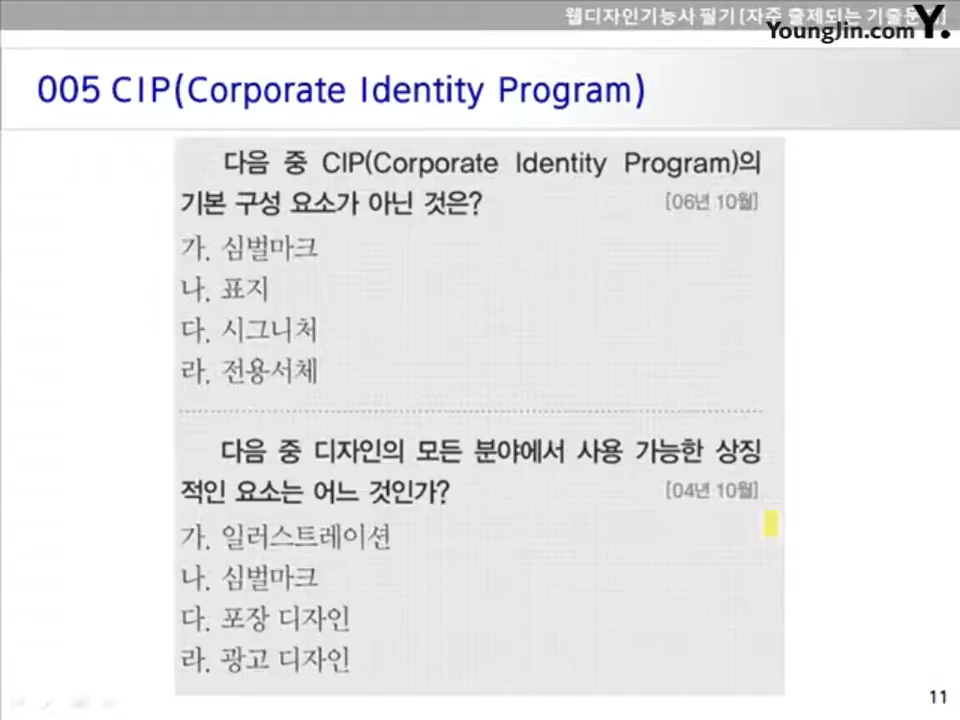 웹디자인기능사 필기 [자주 출제되는 기출문제]
YoungJin.com Y.
005 CIP(Corporate Identity Program)
다음 중 CIP(Corporate Identity Program)의
기본 구성 요소가 아닌 것은? [06년 10월]
가. 심벌마크
나. 표지
다. 시그니처
라. 전용서체
다음 중 디자인의 모든 분야에서 사용 가능한 상징
적인 요소는 어느 것인가? [04년 10월]
가. 일러스트레이션
나. 심벌마크
다. 포장 디자인
라. 광고 디자인
11